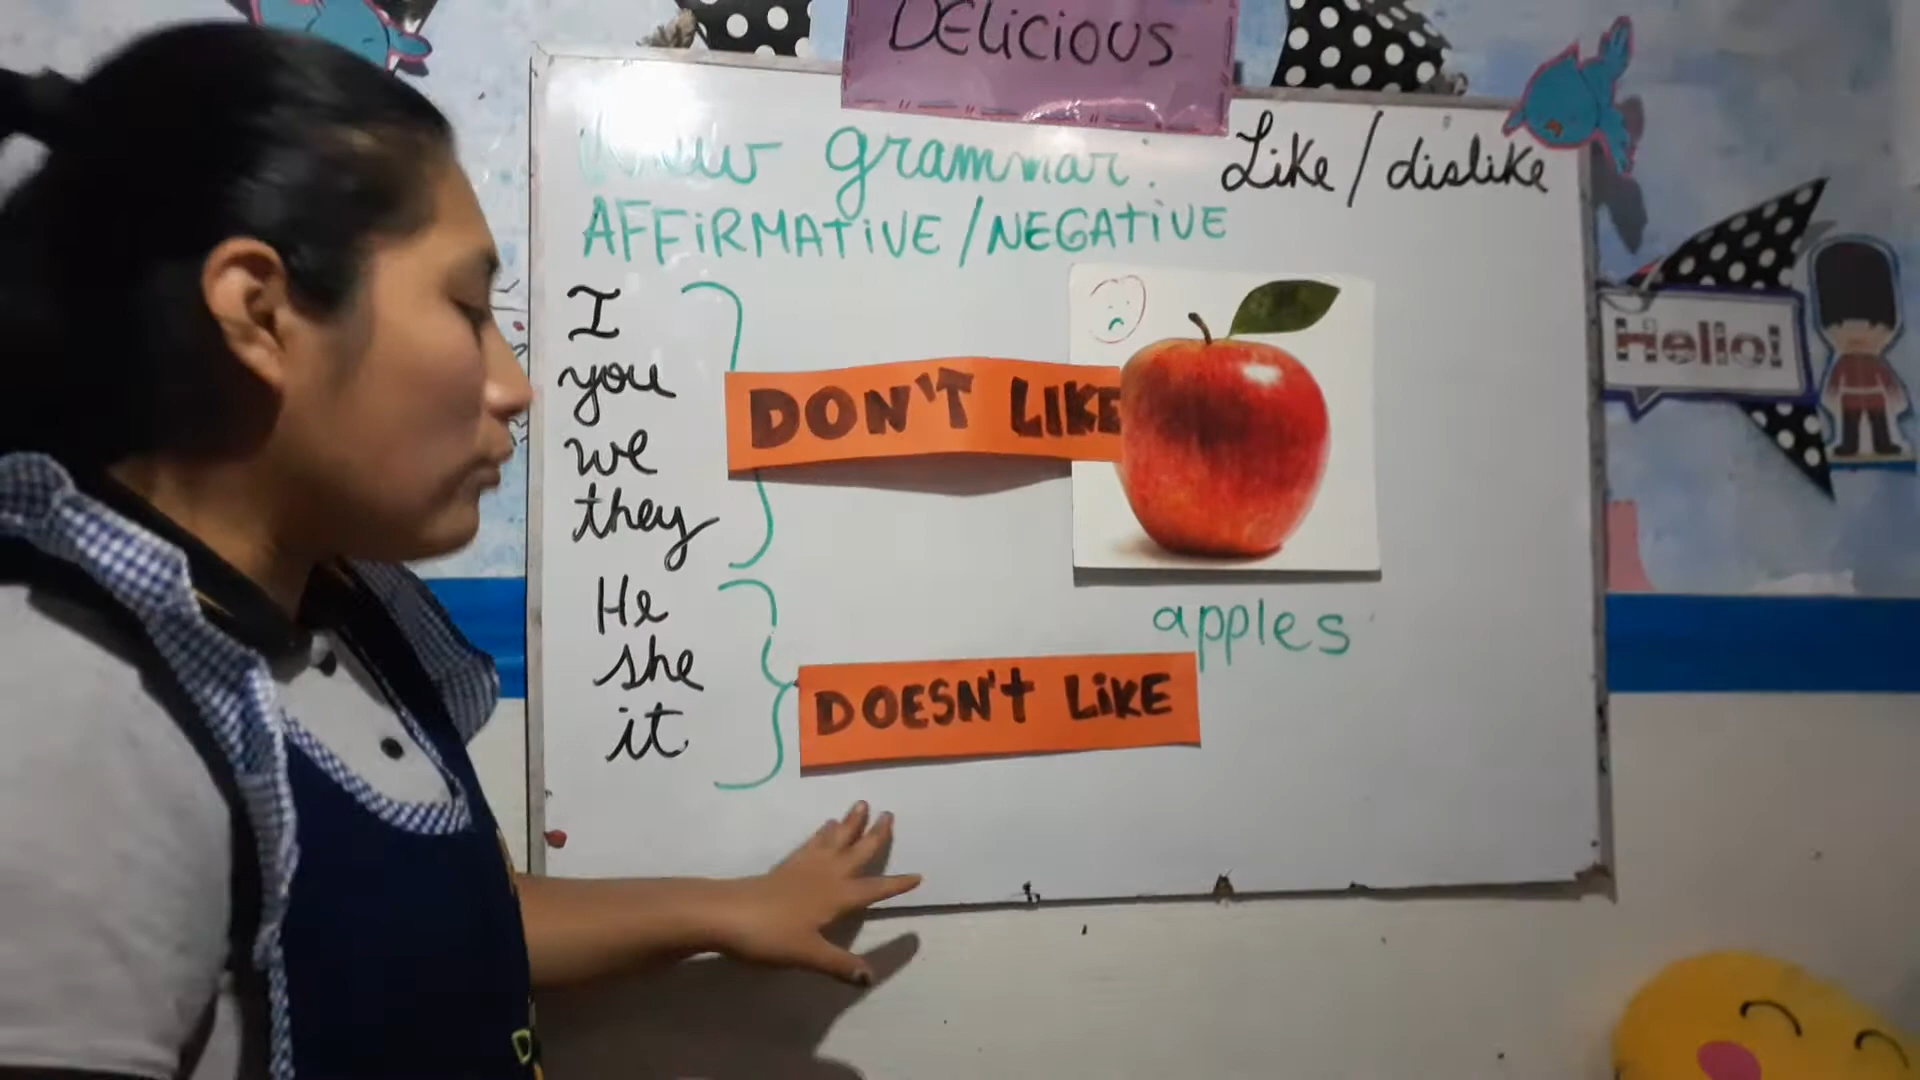 DELICIOUS
grammar: Like / dislike
AFFIRMATIVE / NEGATIVE
I
you
we
they
DON'T LIKE
He
she
it
DOESN'T LIKE
apples
Hello!